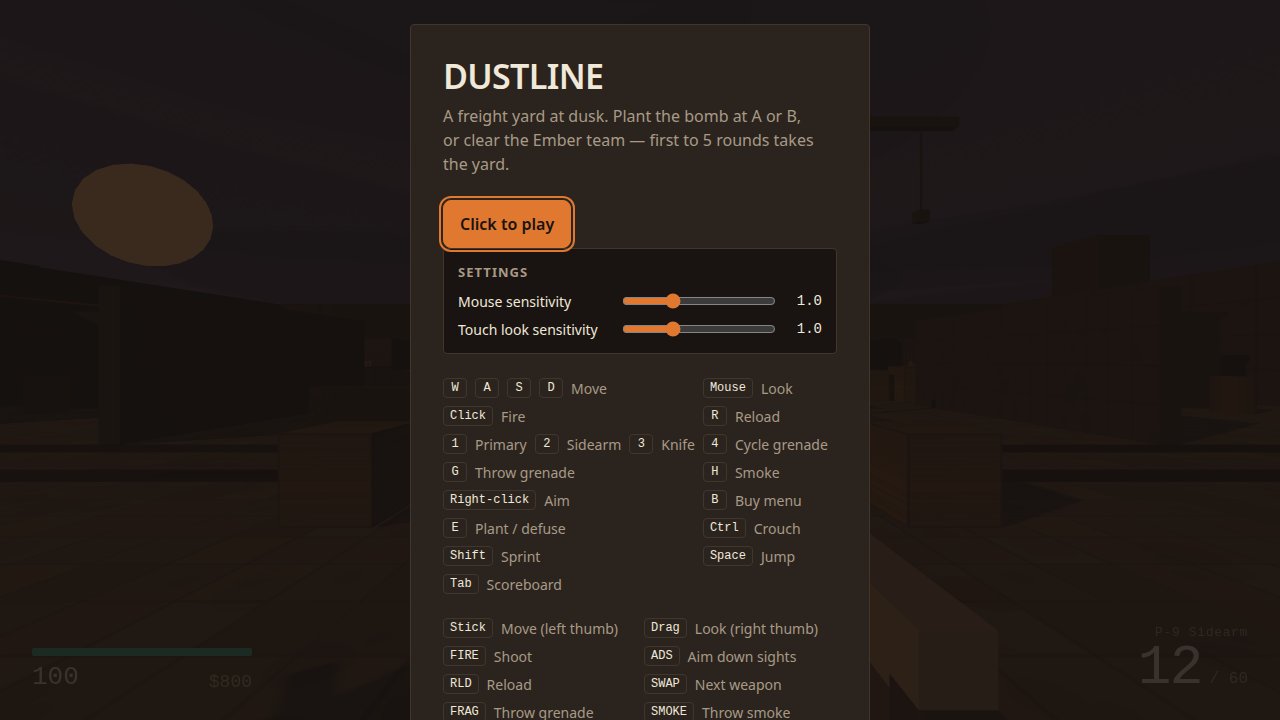 DUSTLINE
A freight yard at dusk. Plant the bomb at A or B,
or clear the Ember team — first to 5 rounds takes
the yard.
Click to play
SETTINGS
Mouse sensitivity 1.0
Touch look sensitivity 1.0
W A S D Move Mouse Look
Click Fire R Reload
1 Primary 2 Sidearm 3 Knife 4 Cycle grenade
G Throw grenade H Smoke
Right-click Aim B Buy menu
E Plant / defuse Ctrl Crouch
Shift Sprint Space Jump
Tab Scoreboard
Stick Move (left thumb) Drag Look (right thumb)
FIRE Shoot ADS Aim down sights
RLD Reload SWAP Next weapon
FRAG Throw grenade SMOKE Throw smoke
100 $800
P-9 Sidearm
12 / 60